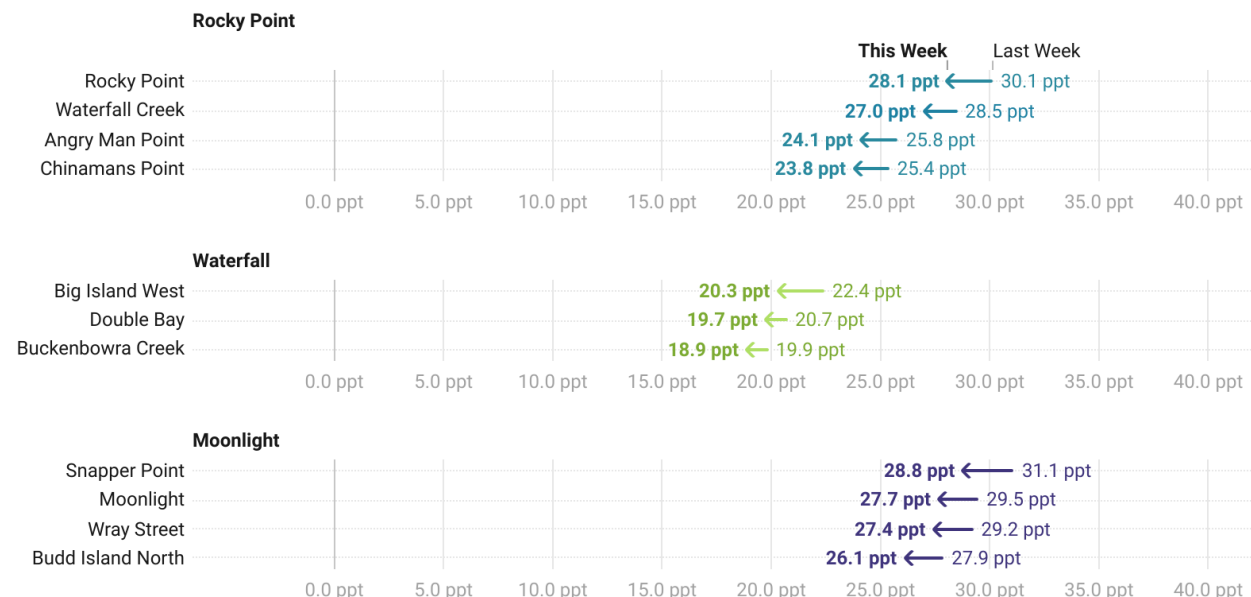 Rocky Point
This Week Last Week
Rocky Point 28.1 ppt 30.1 ppt
Waterfall Creek 27.0 ppt 28.5 ppt
Angry Man Point 24.1 ppt 25.8 ppt
Chinamans Point 23.8 ppt 25.4 ppt
0.0 ppt 5.0 ppt 10.0 ppt 15.0 ppt 20.0 ppt 25.0 ppt 30.0 ppt 35.0 ppt 40.0 ppt
Waterfall
Big Island West 20.3 ppt 22.4 ppt
Double Bay 19.7 ppt 20.7 ppt
Buckenbowra Creek 18.9 ppt 19.9 ppt
0.0 ppt 5.0 ppt 10.0 ppt 15.0 ppt 20.0 ppt 25.0 ppt 30.0 ppt 35.0 ppt 40.0 ppt
Moonlight
Snapper Point 28.8 ppt 31.1 ppt
Moonlight 27.7 ppt 29.5 ppt
Wray Street 27.4 ppt 29.2 ppt
Budd Island North 26.1 ppt 27.9 ppt
0.0 ppt 5.0 ppt 10.0 ppt 15.0 ppt 20.0 ppt 25.0 ppt 30.0 ppt 35.0 ppt 40.0 ppt